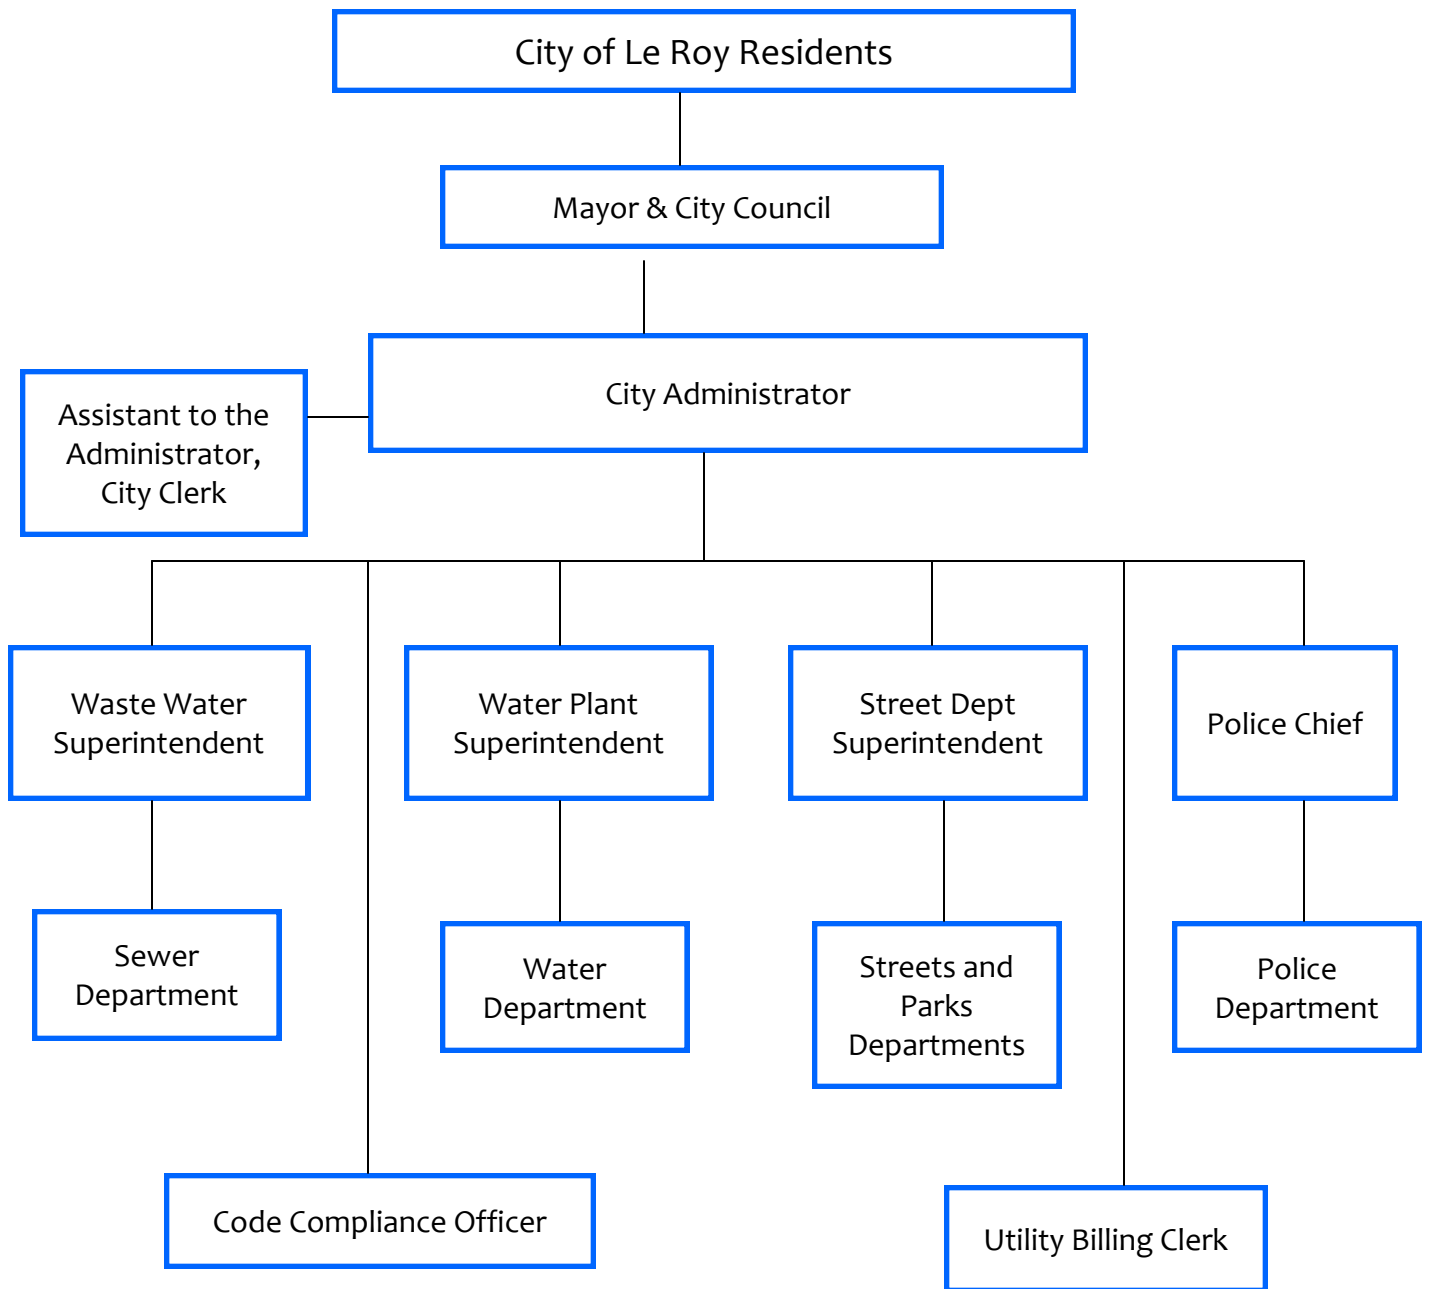 City of Le Roy Residents
Mayor & City Council
City Administrator
Assistant to the
Administrator,
City Clerk
Waste Water
Superintendent
Water Plant
Superintendent
Street Dept
Superintendent
Police Chief
Sewer
Department
Water
Department
Streets and
Parks
Departments
Police
Department
Code Compliance Officer
Utility Billing Clerk